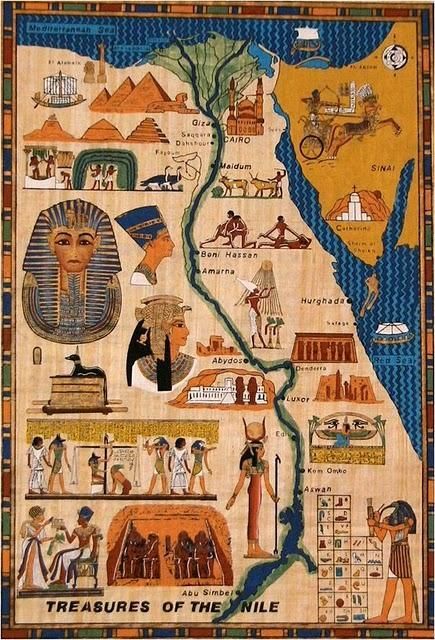 Mediterranean Sea
El Alamein
Giza
CAIRO
Saqqara
Dahshour
Fayoum
Maidum
SINAI
Catherine
Sharm el
Sheikh
Beni Hassan
Amarna
Hurghada
Safaga
Red Sea
Abydos
Dendera
Luxor
Edfu
Kom Ombo
Aswan
Abu Simbel
TREASURES OF THE NILE